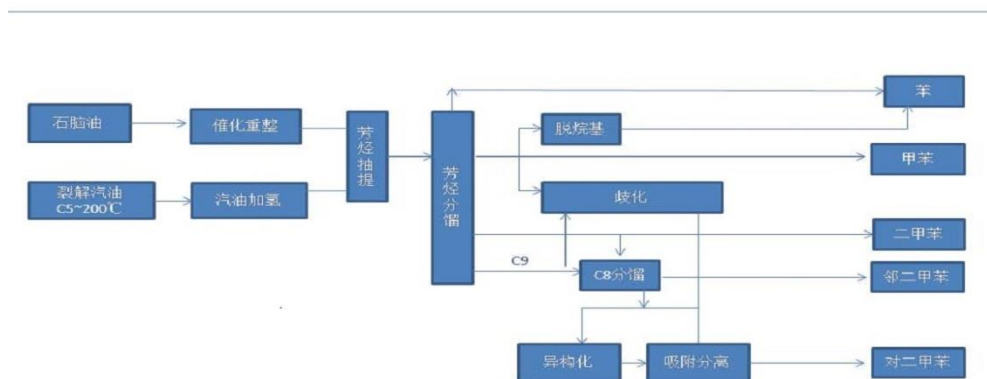 石脑油
催化重整
裂解汽油
C5~200℃
汽油加氢
芳烃抽提
芳烃分馏
脱烷基
歧化
C9
C8分馏
异构化
吸附分离
苯
甲苯
二甲苯
邻二甲苯
对二甲苯